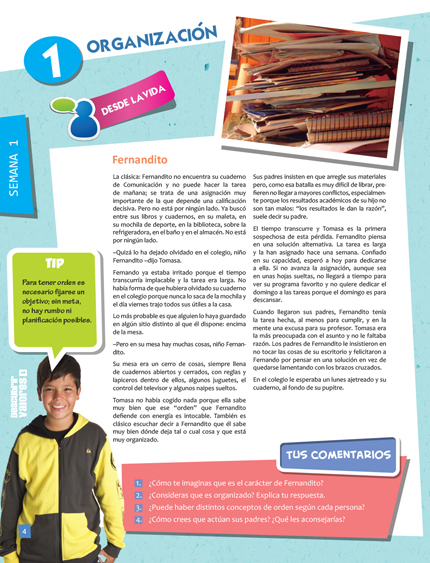 1
ORGANIZACIÓN
DESDE LA VIDA
SEMANA 1
Fernandito
La clásica: Fernandito no encuentra su cuaderno
de Comunicación y no puede hacer la tarea
de mañana; se trata de una asignación muy
importante de la que depende una calificación
decisiva. Pero no está por ningún lado. Ya buscó
entre sus libros y cuadernos, en su maleta, en
su mochila de deporte, en la biblioteca, sobre la
refrigeradora, en el baño y en el almacén. No está
por ningún lado.
–Quizá lo ha dejado olvidado en el colegio, niño
Fernandito –dijo Tomasa.
Fernando ya estaba irritado porque el tiempo
transcurría implacable y la tarea era larga. No
había forma de que hubiera olvidado su cuaderno
en el colegio porque nunca lo saca de la mochila y
el día viernes trajo todos sus útiles a la casa.
Lo más probable es que alguien lo haya guardado
en algún sitio distinto al que él dispone: encima
de la mesa.
–Pero en su mesa hay muchas cosas, niño Fernan-
dito.
Su mesa era un cerco de cosas, siempre llena
de cuadernos abiertos y cerrados, con reglas y
lapiceros dentro de ellos, algunos juguetes, el
control del televisor y algunos naipes sueltos.
Tomasa no había cogido nada porque ella sabe
muy bien que ese “orden” que Fernandito
defiende con energía es intocable. También es
clásico escuchar decir a Fernandito que él sabe
muy bien dónde deja tal o cual cosa y que está
muy organizado.
Sus padres insisten en que arregle sus materiales
pero, como esa batalla es muy difícil de librar, pre-
fieren no llegar a mayores conflictos, especialmen-
te porque los resultados académicos de su hijo no
son tan malos: “los resultados le dan la razón”,
suele decir su padre.
El tiempo transcurre y Tomasa es la primera
sospechosa de esta pérdida. Fernandito piensa
en una solución alternativa. La tarea es larga
y la han asignado hace una semana. Confiado
en su capacidad, esperó a hoy para dedicarse
a ella. Si no avanza la asignación, aunque sea
en unas hojas sueltas, no llegará a tiempo para
ver su programa favorito y no quiere dedicar el
domingo a las tareas porque el domingo es para
descansar.
Cuando llegaron sus padres, Fernandito tenía
la tarea hecha, al menos para cumplir, y en la
mente una excusa para su profesor. Tomasa era
la más preocupada con el asunto y no le faltaba
razón. Los padres de Fernandito le insistieron en
no tocar las cosas de su escritorio y felicitaron a
Fernando por pensar en una solución en vez de
quedarse lamentando con los brazos cruzados.
En el colegio le esperaba un lunes ajetreado y su
cuaderno, al fondo de su pupitre.
TIP
Para tener orden es
necesario fijarse un
objetivo; sin meta,
no hay rumbo ni
planificación posibles.
Descubrir
valores 1
TUS COMENTARIOS
1. ¿Cómo te imaginas que es el carácter de Fernandito?
2. ¿Consideras que es organizado? Explica tu respuesta.
3. ¿Puede haber distintos conceptos de orden según cada persona?
4. ¿Cómo crees que actúan sus padres? ¿Qué les aconsejarías?
4